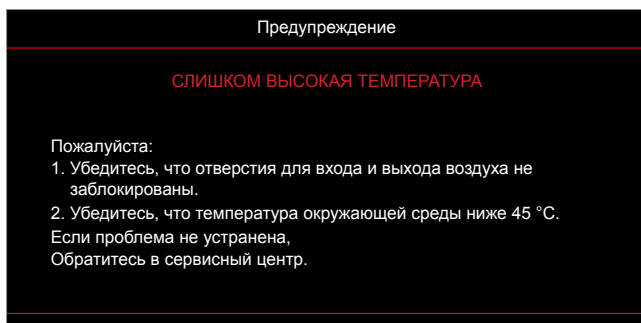 Предупреждение
СЛИШКОМ ВЫСОКАЯ ТЕМПЕРАТУРА
Пожалуйста:
1. Убедитесь, что отверстия для входа и выхода воздуха не
заблокированы.
2. Убедитесь, что температура окружающей среды ниже 45 °C.
Если проблема не устранена,
Обратитесь в сервисный центр.